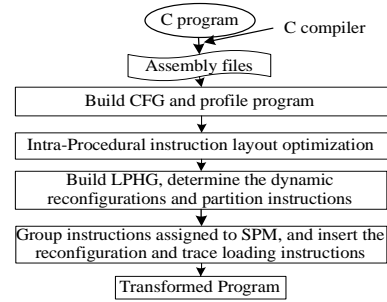 C program
C compiler
Assembly files
Build CFG and profile program
Intra-Procedural instruction layout optimization
Build LPHG, determine the dynamic
reconfigurations and partition instructions
Group instructions assigned to SPM, and insert the
reconfiguration and trace loading instructions
Transformed Program